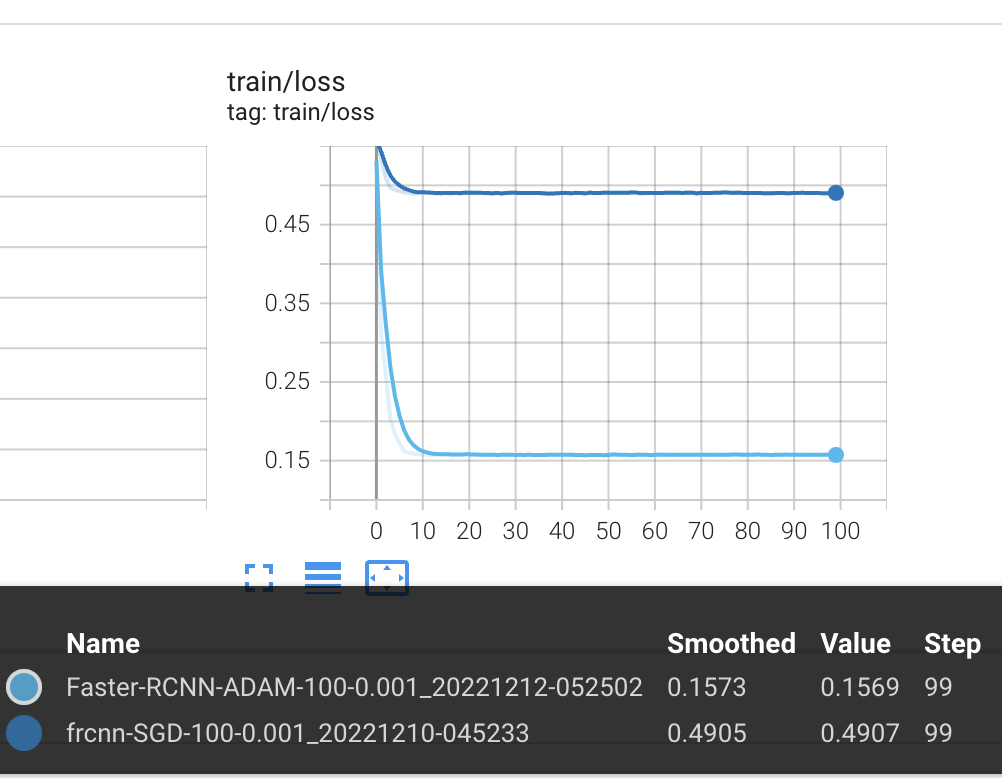 train/loss
tag: train/loss
0.45
0.35
0.25
0.15
0 10 20 30 40 50 60 70 80 90 100
Name Smoothed Value Step
Faster-RCNN-ADAM-100-0.001_20221212-052502 0.1573 0.1569 99
frcnn-SGD-100-0.001_20221210-045233 0.4905 0.4907 99